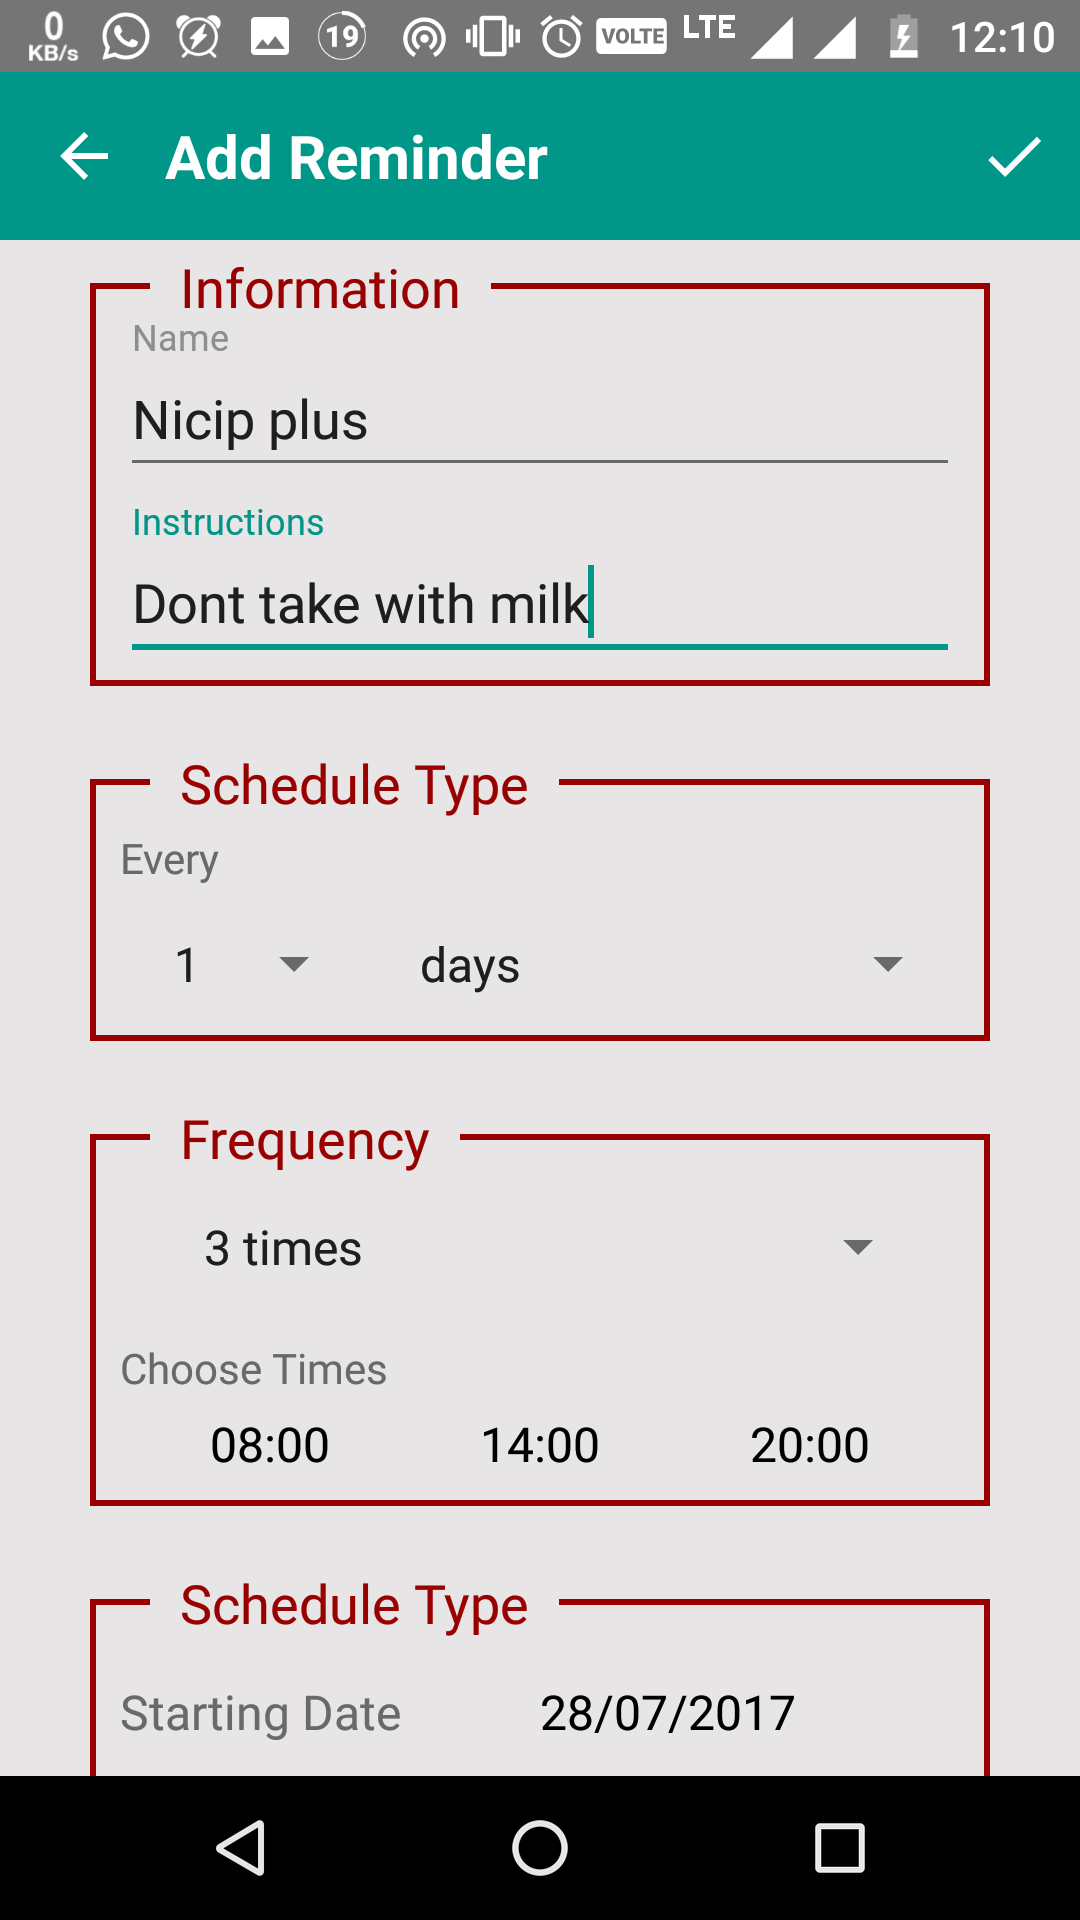 0
KB/s
19
VOLTE
LTE
12:10
Add Reminder
Information
Name
Nicip plus
Instructions
Dont take with milk
Schedule Type
Every
1 days
Frequency
3 times
Choose Times
08:00 14:00 20:00
Schedule Type
Starting Date 28/07/2017